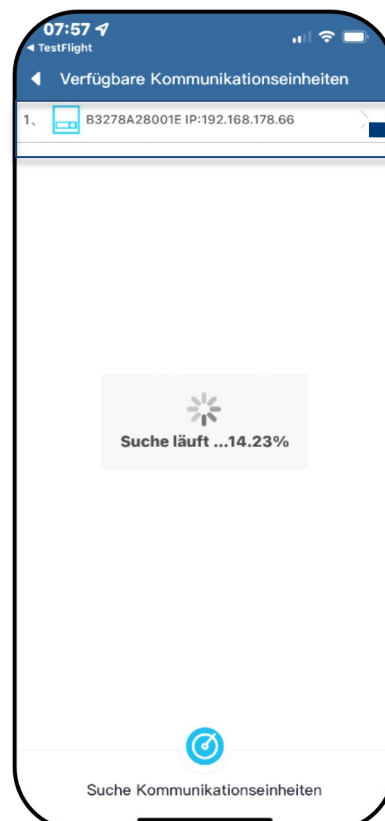 07:57
◀ TestFlight
Verfügbare Kommunikationseinheiten
1、 B3278A28001E IP:192.168.178.66
Suche läuft ...14.23%
Suche Kommunikationseinheiten